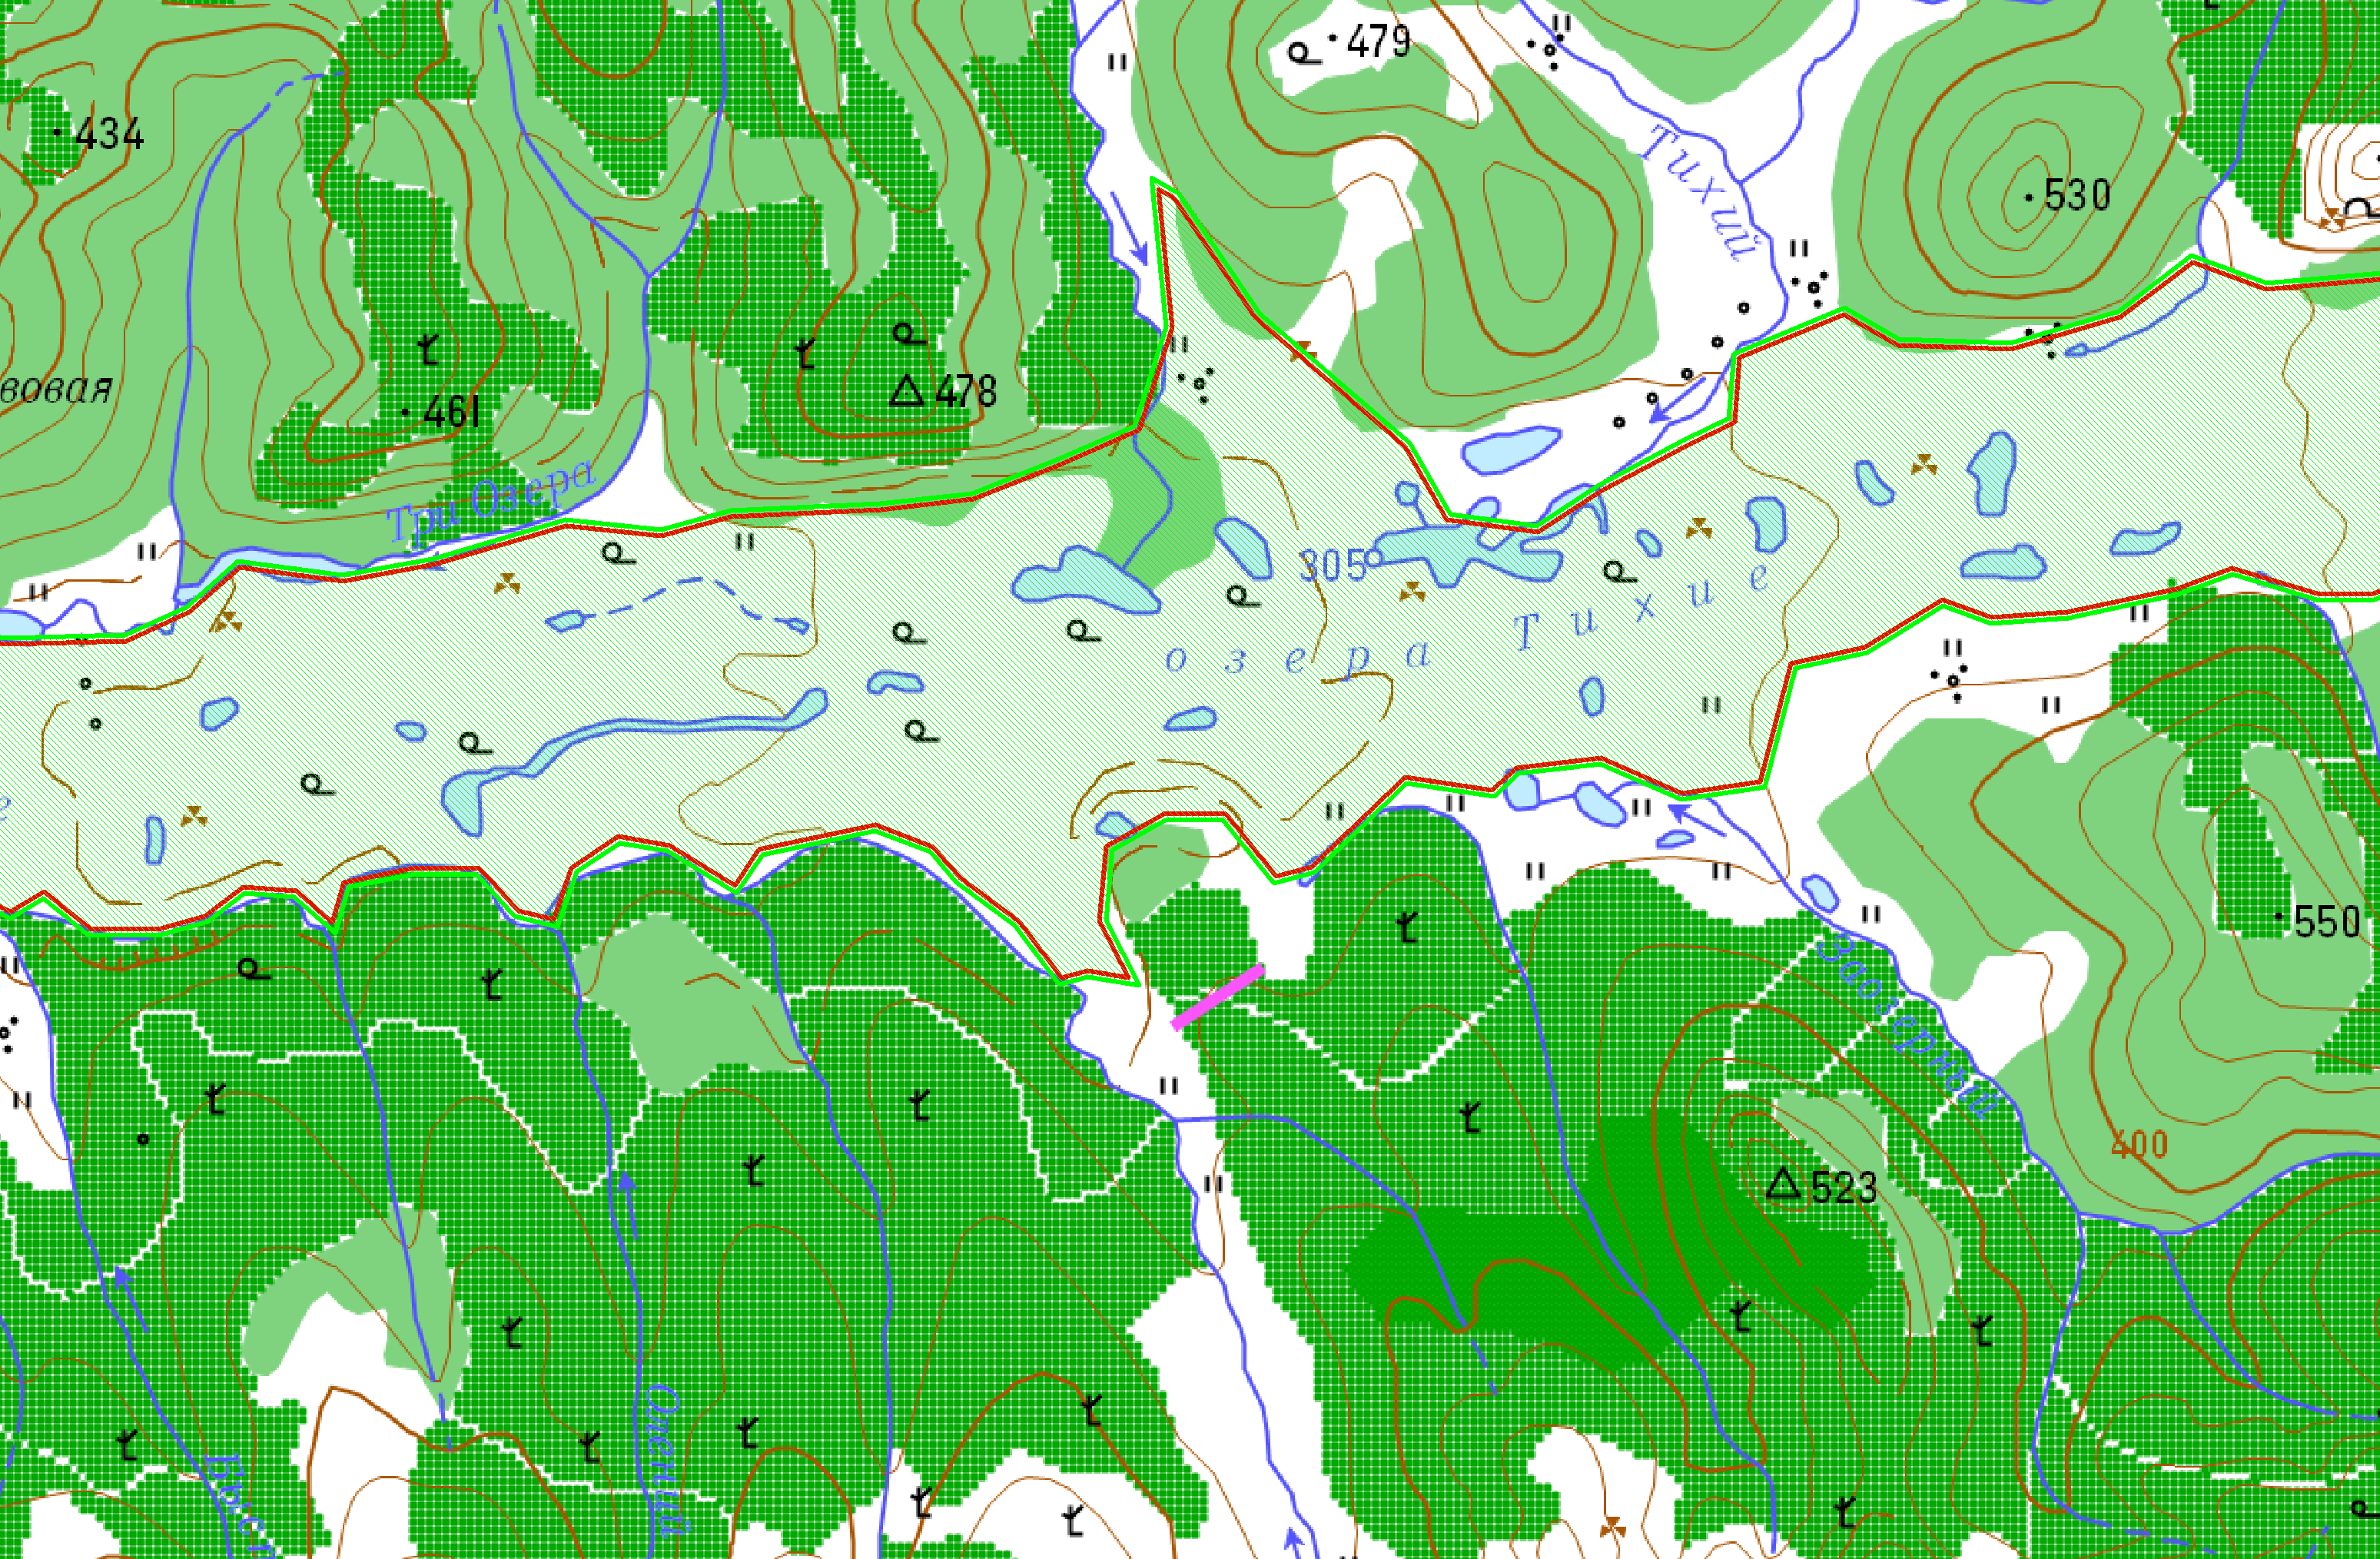 479
434
Тихий
530
вовая
478
461
Три Озера
305
Тихие
озера
550
Заозерный
400
523
Олений